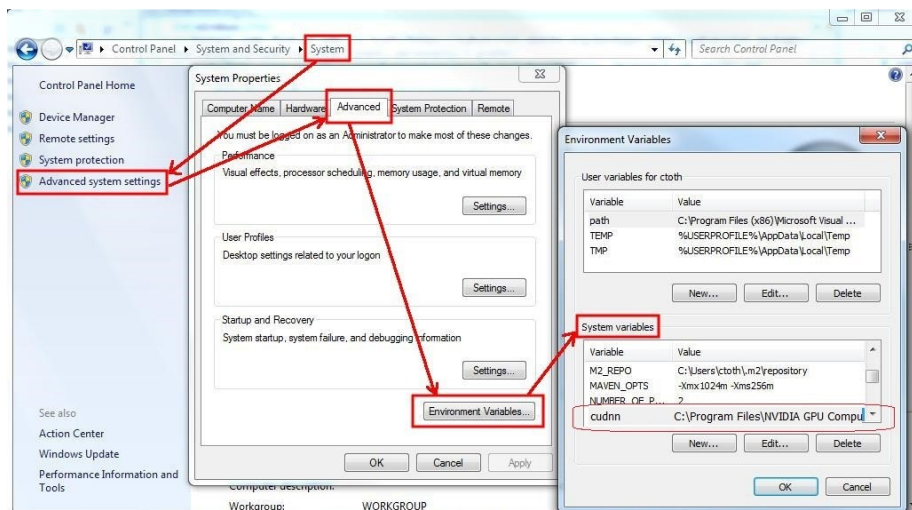 Control Panel ▸ System and Security ▸ System
Search Control Panel
Control Panel Home
Device Manager
Remote settings
System protection
Advanced system settings
See also
Action Center
Windows Update
Performance Information and
Tools
System Properties
Computer Name Hardware Advanced System Protection Remote
You must be logged on as an Administrator to make most of these changes.
Performance
Visual effects, processor scheduling, memory usage, and virtual memory
Settings...
User Profiles
Desktop settings related to your logon
Settings...
Startup and Recovery
System startup, system failure, and debugging information
Settings...
Environment Variables...
OK Cancel Apply
Computer description:
Workgroup: WORKGROUP
Environment Variables
User variables for ctoth
Variable Value
path C:\Program Files (x86)\Microsoft Visual ...
TEMP %USERPROFILE%\AppData\Local\Temp
TMP %USERPROFILE%\AppData\Local\Temp
New... Edit... Delete
System variables
Variable Value
M2_REPO C:\Users\ctoth\.m2\repository
MAVEN_OPTS -Xmx1024m -Xms256m
NUMBER_OF_P... 2
cudnn C:\Program Files\NVIDIA GPU Compu
New... Edit... Delete
OK Cancel